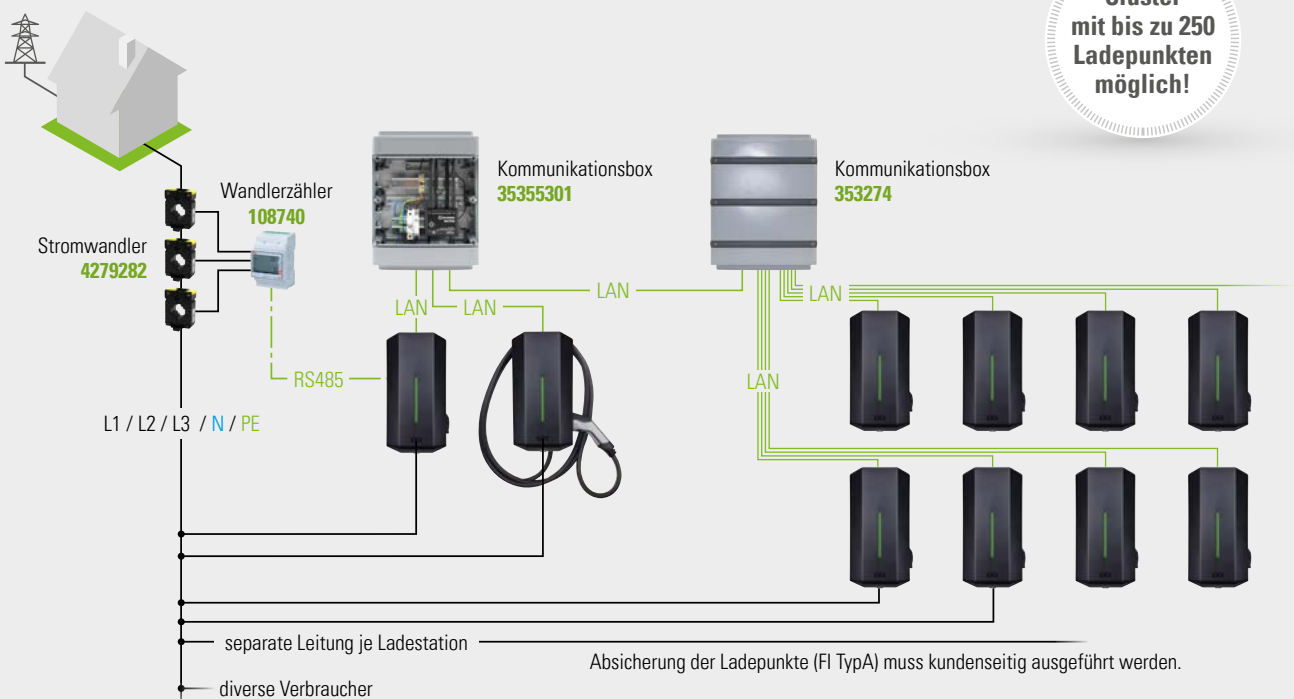 Cluster
mit bis zu 250
Ladepunkten
möglich!
Wandlerzähler
108740
Stromwandler
4279282
Kommunikationsbox
35355301
Kommunikationsbox
353274
LAN
LAN
LAN
LAN
LAN
RS485
L1 / L2 / L3 / N / PE
separate Leitung je Ladestation
Absicherung der Ladepunkte (FI TypA) muss kundenseitig ausgeführt werden.
diverse Verbraucher